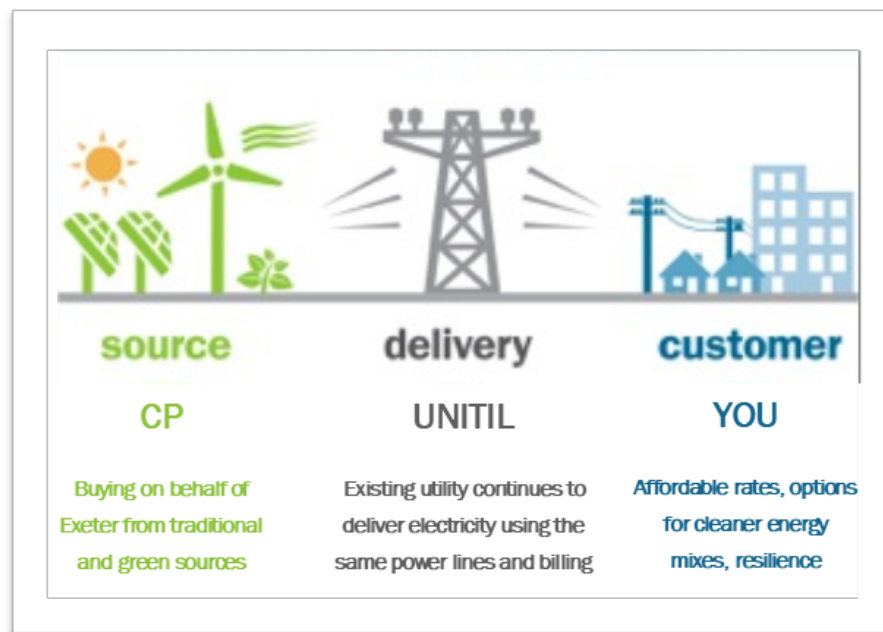 source
delivery
customer
CP
UNITIL
YOU
Buying on behalf of
Exeter from traditional
and green sources
Existing utility continues to
deliver electricity using the
same power lines and billing
Affordable rates, options
for cleaner energy
mixes, resilience